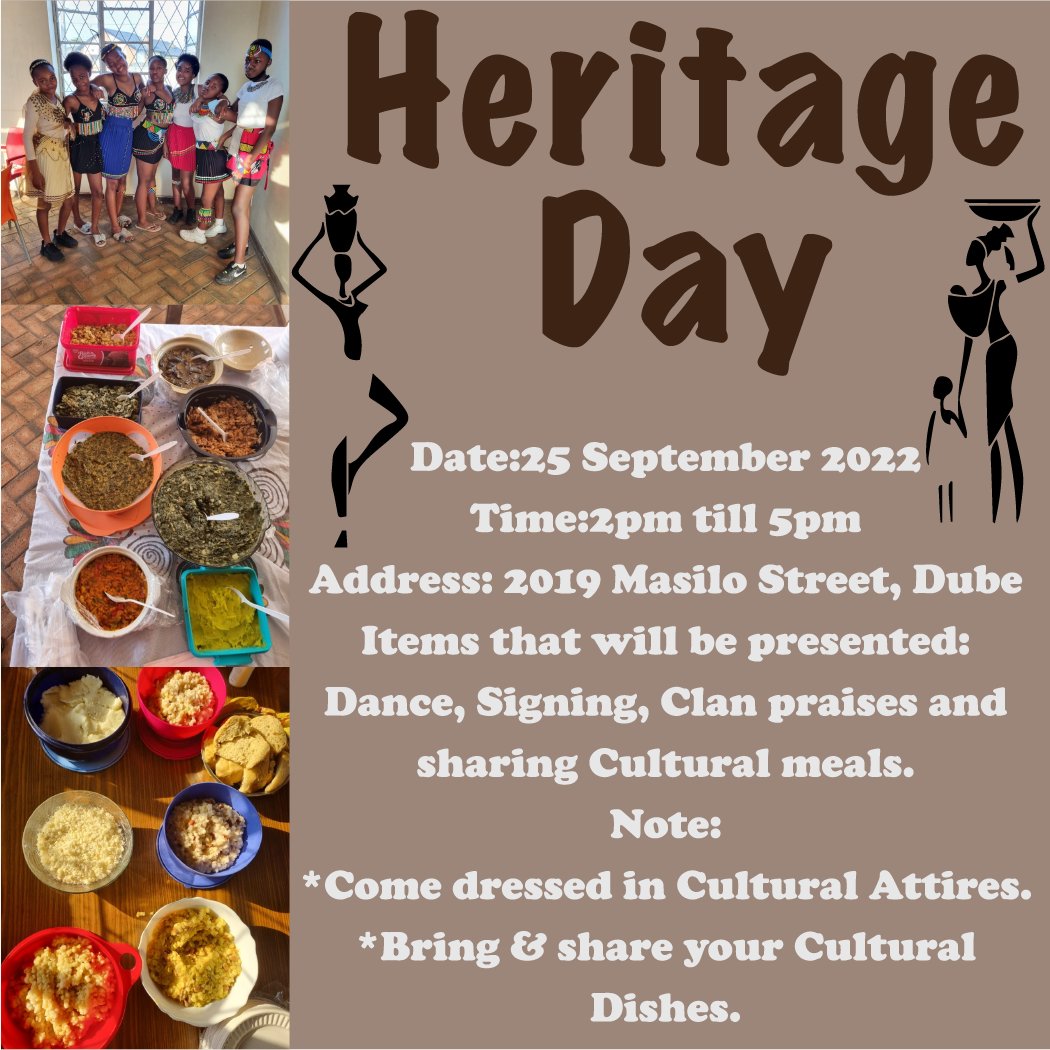 Heritage
Day
Date:25 September 2022
Time:2pm till 5pm
Address: 2019 Masilo Street, Dube
Items that will be presented:
Dance, Signing, Clan praises and
sharing Cultural meals.
Note:
*Come dressed in Cultural Attires.
*Bring & share your Cultural
Dishes.